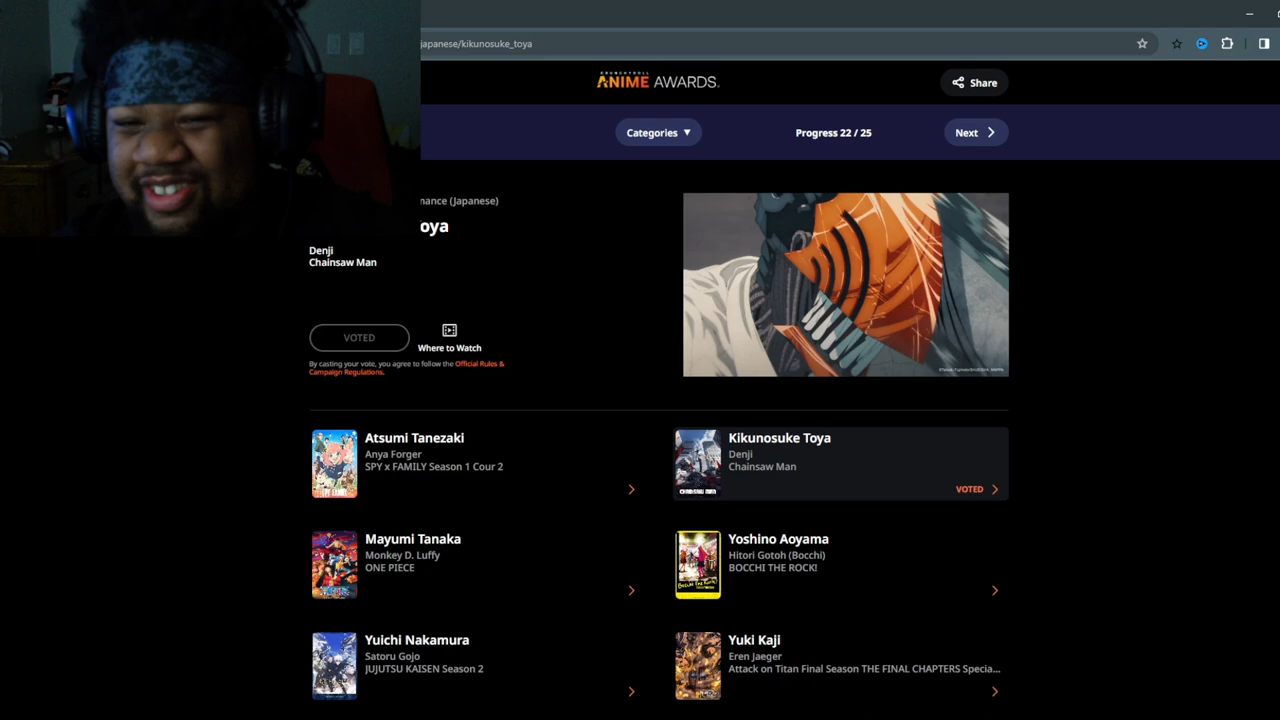 japanese/kikunosuke_toya
CRUNCHYROLL
ANIME AWARDS
Share
Categories
Progress 22 / 25
Next
mance (Japanese)
oya
Denji
Chainsaw Man
VOTED
Where to Watch
By casting your vote, you agree to follow the Official Rules &
Campaign Regulations.
Atsumi Tanezaki
Anya Forger
SPY x FAMILY Season 1 Cour 2
Kikunosuke Toya
Denji
Chainsaw Man
VOTED
CHAINSAW MAN
Mayumi Tanaka
Monkey D. Luffy
ONE PIECE
Yoshino Aoyama
Hitori Gotoh (Bocchi)
BOCCHI THE ROCK!
Yuichi Nakamura
Satoru Gojo
JUJUTSU KAISEN Season 2
Yuki Kaji
Eren Jaeger
Attack on Titan Final Season THE FINAL CHAPTERS Specia...